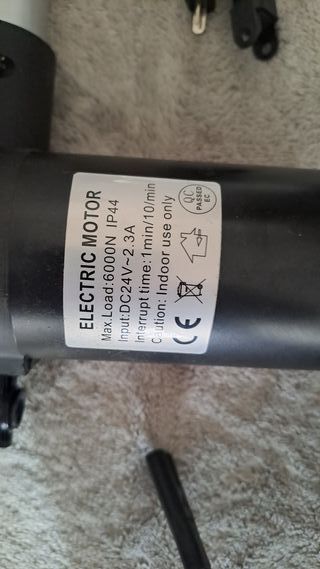 ELECTRIC MOTOR
Max.Load:6000N IP44
Input:DC24V~2.3A
Interrupt time:1min/10/min
Caution: Indoor use only
CE
QC
PASSED
EC